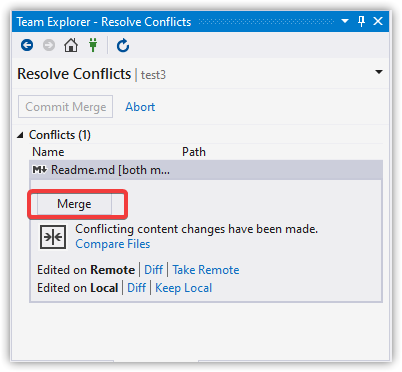 Team Explorer - Resolve Conflicts
Resolve Conflicts | test3
Commit Merge Abort
Conflicts (1)
Name Path
Readme.md [both m...
Merge
Conflicting content changes have been made.
Compare Files
Edited on Remote | Diff | Take Remote
Edited on Local | Diff | Keep Local